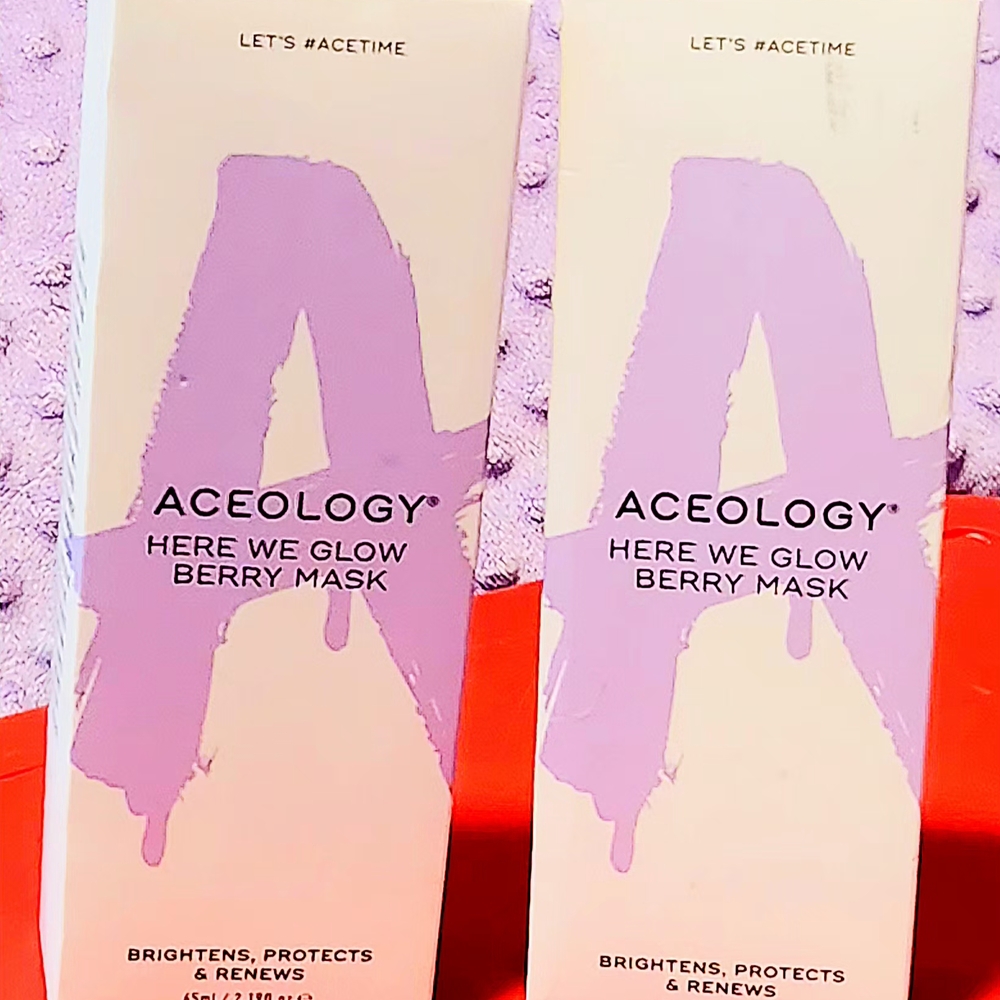 LET'S #ACETIME
ACEOLOGY®
HERE WE GLOW
BERRY MASK
BRIGHTENS, PROTECTS
& RENEWS
LET'S #ACETIME
ACEOLOGY®
HERE WE GLOW
BERRY MASK
BRIGHTENS, PROTECTS
& RENEWS